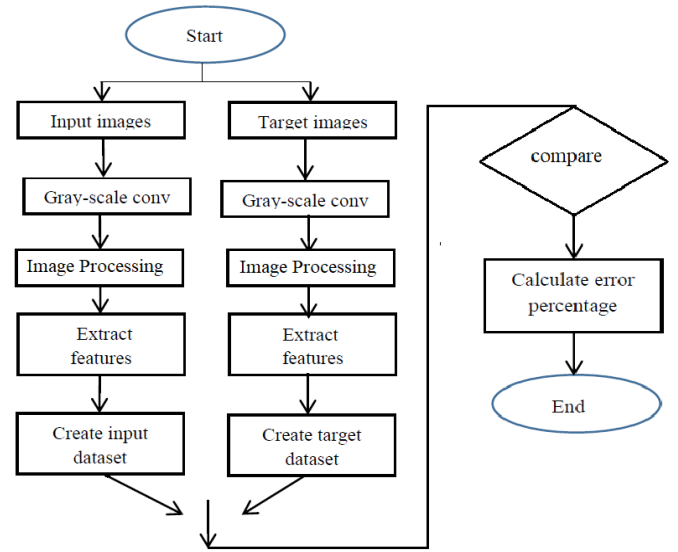 Start
Input images
Target images
Gray-scale conv
Gray-scale conv
Image Processing
Image Processing
Extract
features
Extract
features
Create input
dataset
Create target
dataset
compare
Calculate error
percentage
End